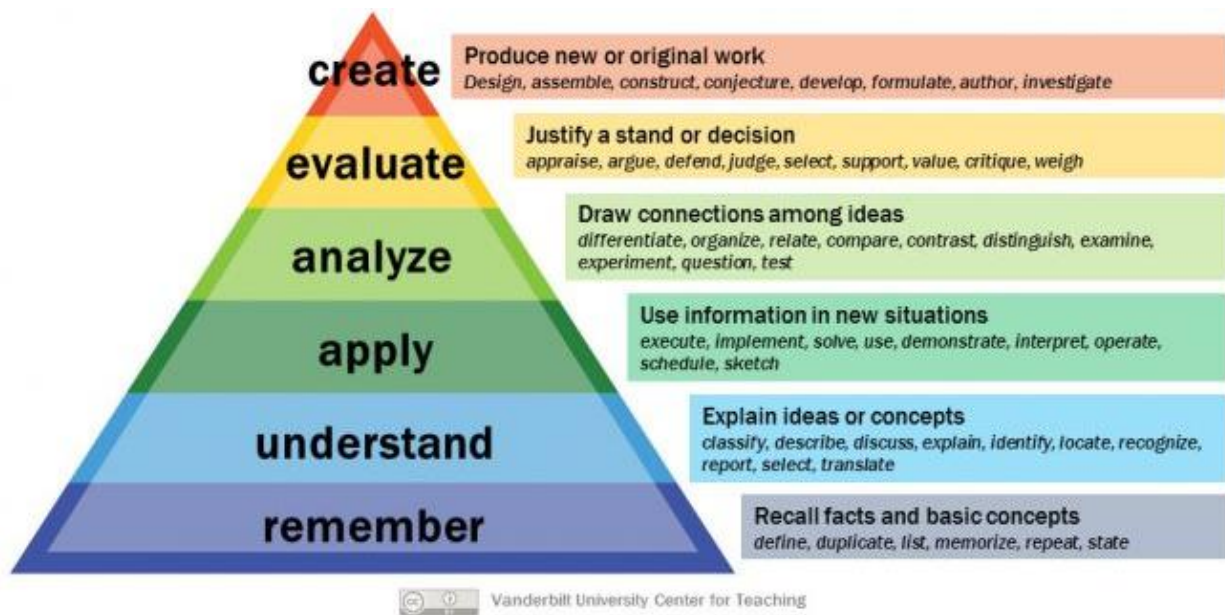 create
Produce new or original work
Design, assemble, construct, conjecture, develop, formulate, author, investigate
evaluate
Justify a stand or decision
appraise, argue, defend, judge, select, support, value, critique, weigh
analyze
Draw connections among ideas
differentiate, organize, relate, compare, contrast, distinguish, examine,
experiment, question, test
apply
Use information in new situations
execute, implement, solve, use, demonstrate, interpret, operate,
schedule, sketch
understand
Explain ideas or concepts
classify, describe, discuss, explain, identify, locate, recognize,
report, select, translate
remember
Recall facts and basic concepts
define, duplicate, list, memorize, repeat, state
cc
Vanderbilt University Center for Teaching